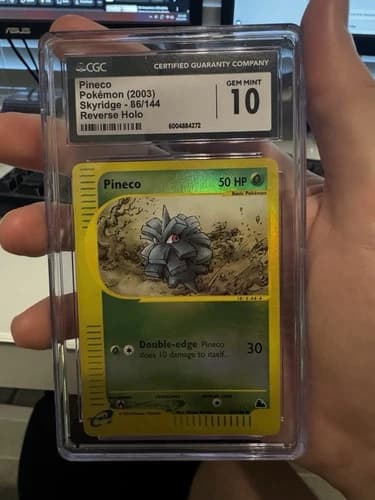 ASUS
CGC
CERTIFIED GUARANTY COMPANY
Pineco
Pokémon (2003)
Skyridge - 86/144
Reverse Holo
GEM MINT
10
6004884272
Pineco
50 HP
Basic Pokémon
Double-edge Pineco
does 10 damage to itself.
30
e